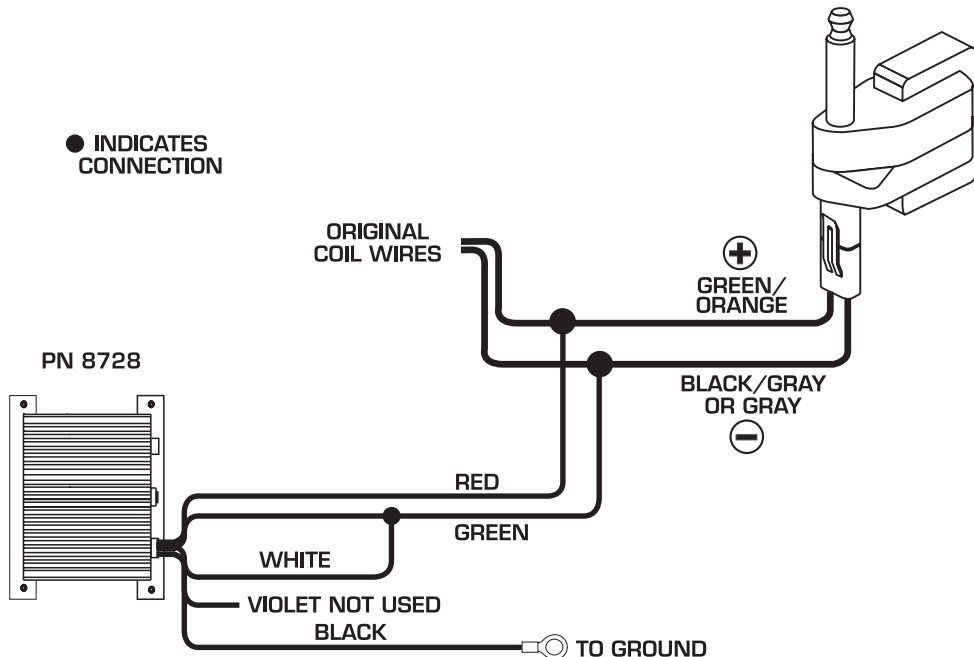 INDICATES
CONNECTION
ORIGINAL
COIL WIRES
GREEN/
ORANGE
PN 8728
BLACK/GRAY
OR GRAY
RED
GREEN
WHITE
VIOLET NOT USED
BLACK
TO GROUND